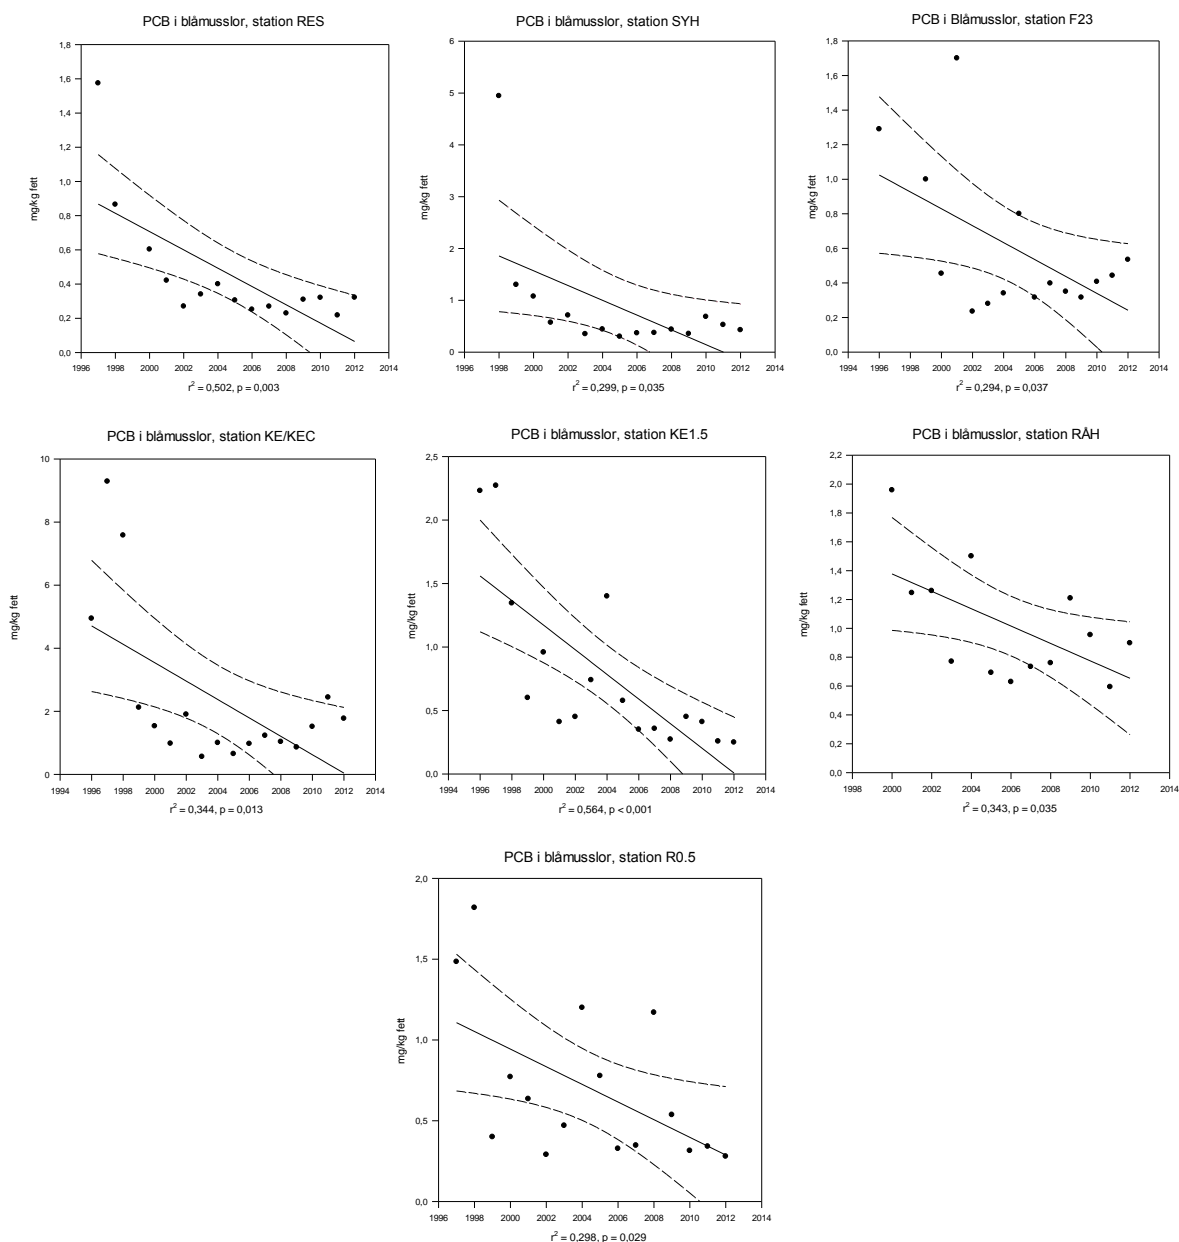 PCB i blåmusslor, station RES
1,8
1,6
1,4
1,2
1,0
0,8
0,6
0,4
0,2
0,0
mg/kg fett
1996 1998 2000 2002 2004 2006 2008 2010 2012 2014
r² = 0,502, p = 0,003
PCB i blåmusslor, station SYH
6
5
4
3
2
1
0
mg/kg fett
1996 1998 2000 2002 2004 2006 2008 2010 2012 2014
r² = 0,299, p = 0,035
PCB i Blåmusslor, station F23
1,8
1,6
1,4
1,2
1,0
0,8
0,6
0,4
0,2
0,0
mg/kg fett
1994 1996 1998 2000 2002 2004 2006 2008 2010 2012 2014
r² = 0,294, p = 0,037
PCB i blåmusslor, station KE/KEC
10
8
6
4
2
0
mg/kg fett
1994 1996 1998 2000 2002 2004 2006 2008 2010 2012 2014
r² = 0,344, p = 0,013
PCB i blåmusslor, station KE1.5
2,5
2,0
1,5
1,0
0,5
0,0
mg/kg fett
1994 1996 1998 2000 2002 2004 2006 2008 2010 2012 2014
r² = 0,564, p < 0,001
PCB i blåmusslor, station RÅH
2,2
2,0
1,8
1,6
1,4
1,2
1,0
0,8
0,6
0,4
0,2
0,0
mg/kg fett
1998 2000 2002 2004 2006 2008 2010 2012 2014
r² = 0,343, p = 0,035
PCB i blåmusslor, station R0.5
2,0
1,5
1,0
0,5
0,0
mg/kg fett
1996 1998 2000 2002 2004 2006 2008 2010 2012 2014
r² = 0,298, p = 0,029